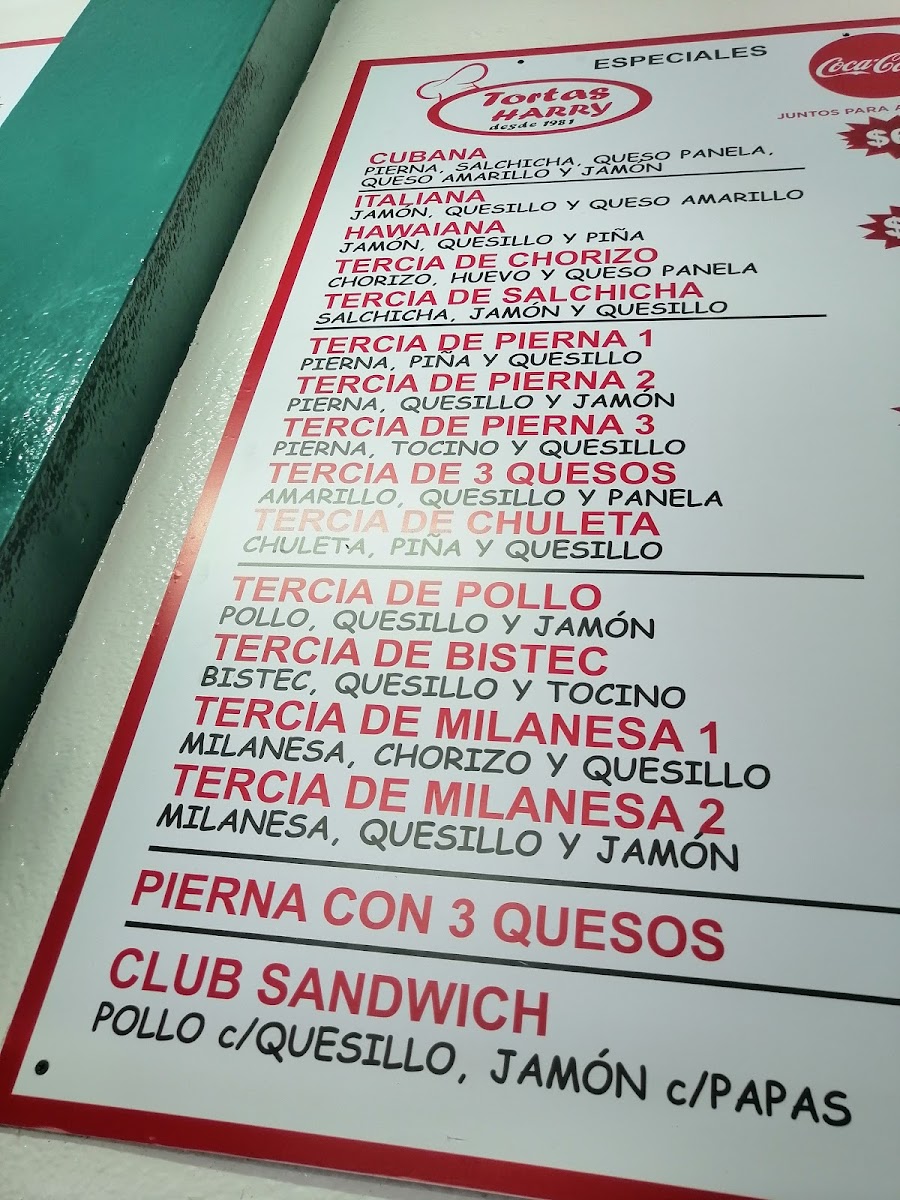 ESPECIALES
Coca-Co
JUNTOS PARA A
Tortas
HARRY
desde 1981
CUBANA
PIERNA, SALCHICHA, QUESO PANELA,
QUESO AMARILLO Y JAMÓN
ITALIANA
JAMÓN, QUESILLO Y QUESO AMARILLO
HAWAIANA
JAMÓN, QUESILLO Y PIÑA
TERCIA DE CHORIZO
CHORIZO, HUEVO Y QUESO PANELA
TERCIA DE SALCHICHA
SALCHICHA, JAMÓN Y QUESILLO
TERCIA DE PIERNA 1
PIERNA, PIÑA Y QUESILLO
TERCIA DE PIERNA 2
PIERNA, QUESILLO Y JAMÓN
TERCIA DE PIERNA 3
PIERNA, TOCINO Y QUESILLO
TERCIA DE 3 QUESOS
AMARILLO, QUESILLO Y PANELA
TERCIA DE CHULETA
CHULETA, PIÑA Y QUESILLO
TERCIA DE POLLO
POLLO, QUESILLO Y JAMÓN
TERCIA DE BISTEC
BISTEC, QUESILLO Y TOCINO
TERCIA DE MILANESA 1
MILANESA, CHORIZO Y QUESILLO
TERCIA DE MILANESA 2
MILANESA, QUESILLO Y JAMÓN
PIERNA CON 3 QUESOS
CLUB SANDWICH
POLLO c/QUESILLO, JAMÓN c/PAPAS